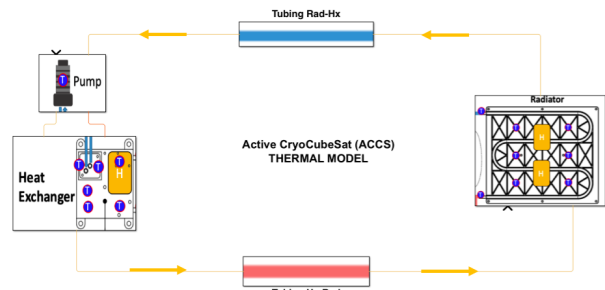 Tubing Rad-Hx
Pump
T
Radiator
H
H
T
T
T
T
T
T
T
T
Active CryoCubeSat (ACCS)
THERMAL MODEL
Heat
Exchanger
H
T
T
T
T
T
T
T